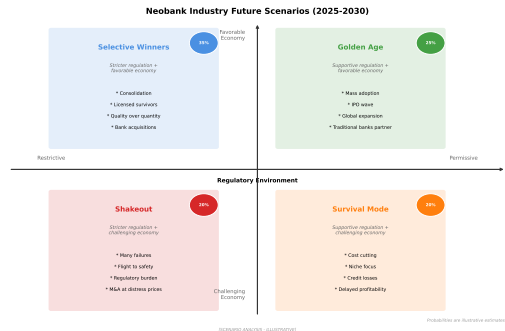 Neobank Industry Future Scenarios (2025-2030)
Favorable
Economy
Selective Winners
35%
Stricter regulation +
favorable economy
* Consolidation
* Licensed survivors
* Quality over quantity
* Bank acquisitions
Golden Age
25%
Supportive regulation +
favorable economy
* Mass adoption
* IPO wave
* Global expansion
* Traditional banks partner
Restrictive
Permissive
Regulatory Environment
Shakeout
20%
Stricter regulation +
challenging economy
* Many failures
* Flight to safety
* Regulatory burden
* M&A at distress prices
Survival Mode
20%
Supportive regulation +
challenging economy
* Cost cutting
* Niche focus
* Credit losses
* Delayed profitability
Challenging
Economy
Probabilities are illustrative estimates
[SCENARIO ANALYSIS - ILLUSTRATIVE]